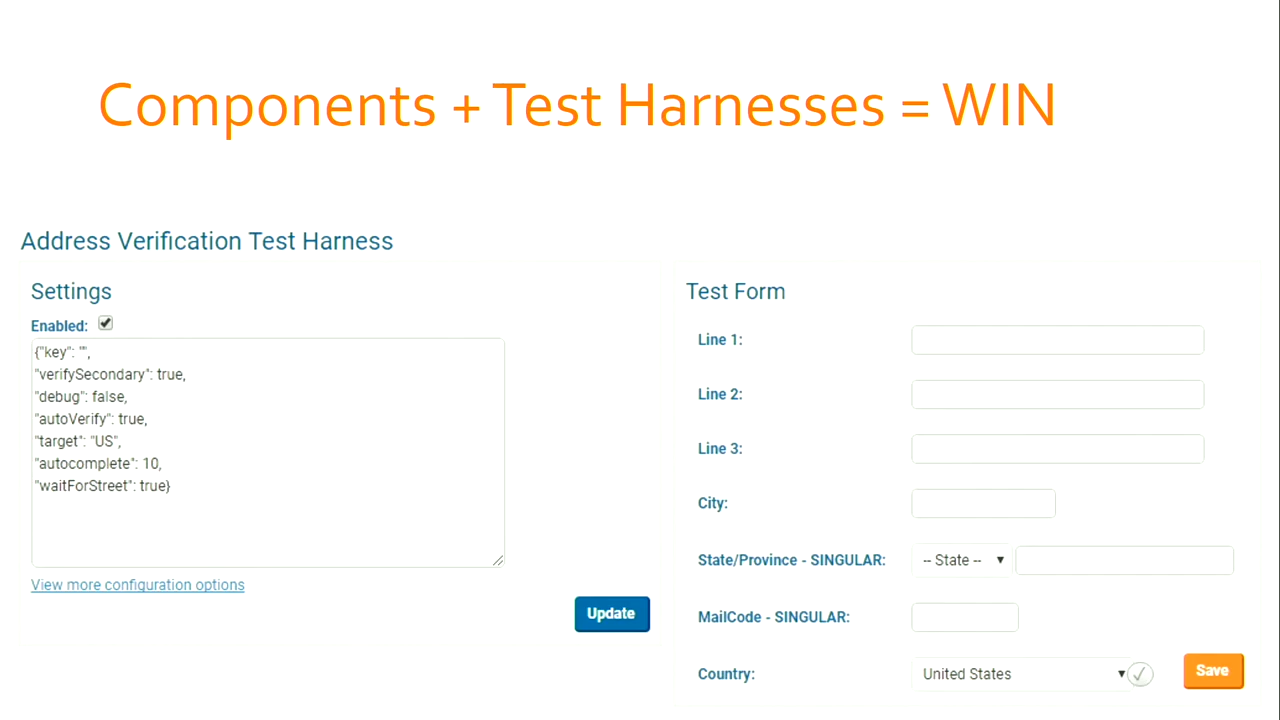 Components + Test Harnesses = WIN
Address Verification Test Harness
Settings
Enabled:
{"key": "",
"verifySecondary": true,
"debug": false,
"autoVerify": true,
"target": "US",
"autocomplete": 10,
"waitForStreet": true}
View more configuration options
Update
Test Form
Line 1:
Line 2:
Line 3:
City:
State/Province - SINGULAR: -- State --
MailCode - SINGULAR:
Country: United States
Save